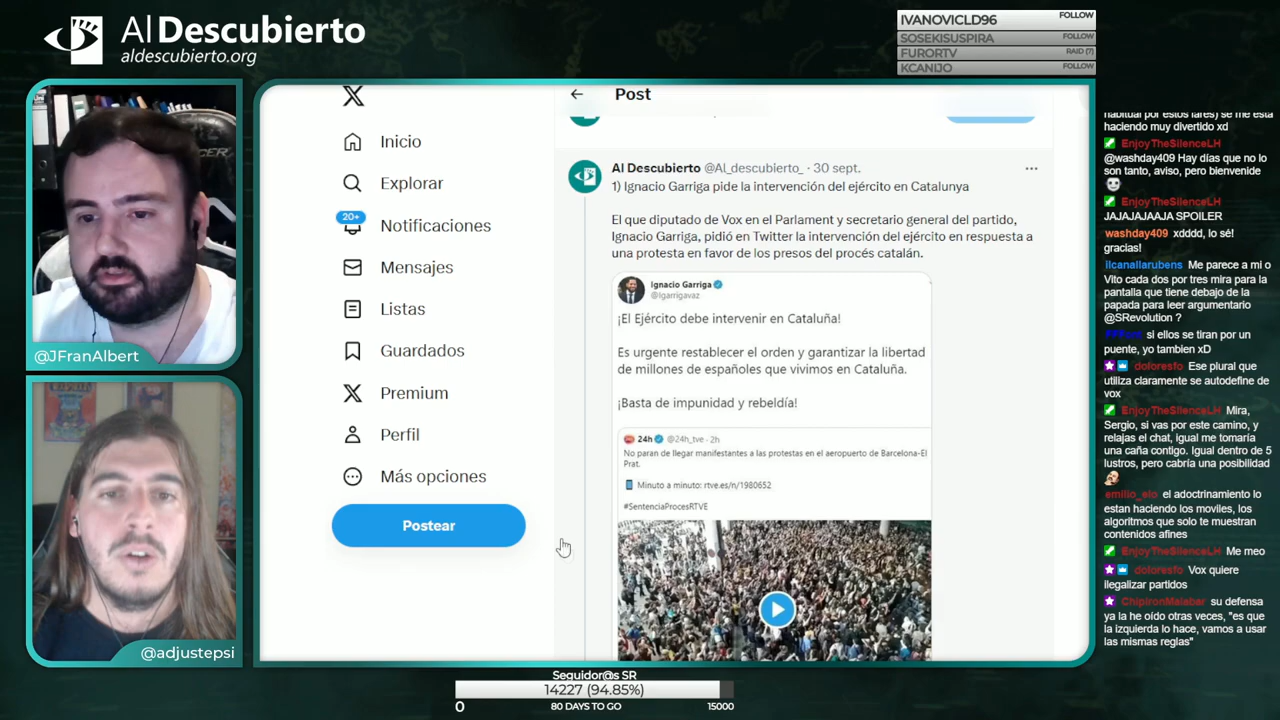 Al Descubierto
aldescubierto.org
IVANOVICLD96 FOLLOW
SOSEKISUSPIRA FOLLOW
FURORTV RAID (7)
KCANIJO FOLLOW
@JFranAlbert
@adjustepsi
X
Inicio
Explorar
20+
Notificaciones
Mensajes
Listas
Guardados
Premium
Perfil
Más opciones
Postear
Post
Al Descubierto @Al_descubierto_ · 30 sept.
1) Ignacio Garriga pide la intervención del ejército en Catalunya
El que diputado de Vox en el Parlament y secretario general del partido,
Ignacio Garriga, pidió en Twitter la intervención del ejército en respuesta a
una protesta en favor de los presos del procés catalán.
Ignacio Garriga
@Igarrigavaz
¡El Ejército debe intervenir en Cataluña!
Es urgente restablecer el orden y garantizar la libertad
de millones de españoles que vivimos en Cataluña.
¡Basta de impunidad y rebeldía!
24h @24h_tve · 2h
No paran de llegar manifestantes a las protestas en el aeropuerto de Barcelona-El
Prat.
Minuto a minuto: rtve.es/n/1980652
#SentenciaProcesRTVE
habitual por estos lares) se me está
haciendo muy divertido xd
EnjoyTheSilenceLH
@washday409 Hay días que no lo
son tanto, aviso, pero bienvenide
EnjoyTheSilenceLH
JAJAJAJAAJA SPOILER
washday409 xdddd, lo sé!
gracias!
ilcanallarubens Me parece a mi o
Vito cada dos por tres mira para la
pantalla que tiene debajo de la
papada para leer argumentario
@SRevolution ?
si ellos se tiran por un
puente, yo tambien xD
doloresfo Ese plural que
utiliza claramente se autodefine de
vox
EnjoyTheSilenceLH Mira,
Sergio, si vas por este camino, y
relajas el chat, igual me tomaría
una caña contigo. Igual dentro de 5
lustros, pero cabría una posibilidad
emilio_elo el adoctrinamiento lo
estan haciendo los moviles, los
algoritmos que solo te muestran
contenidos afines
EnjoyTheSilenceLH Me meo
doloresfo Vox quiere
ilegalizar partidos
ChipironMalabar su defensa
ya la he oído otras veces, "es que
la izquierda lo hace, vamos a usar
las mismas reglas"
Seguidor@s SR
14227 (94.85%)
0 80 DAYS TO GO 15000